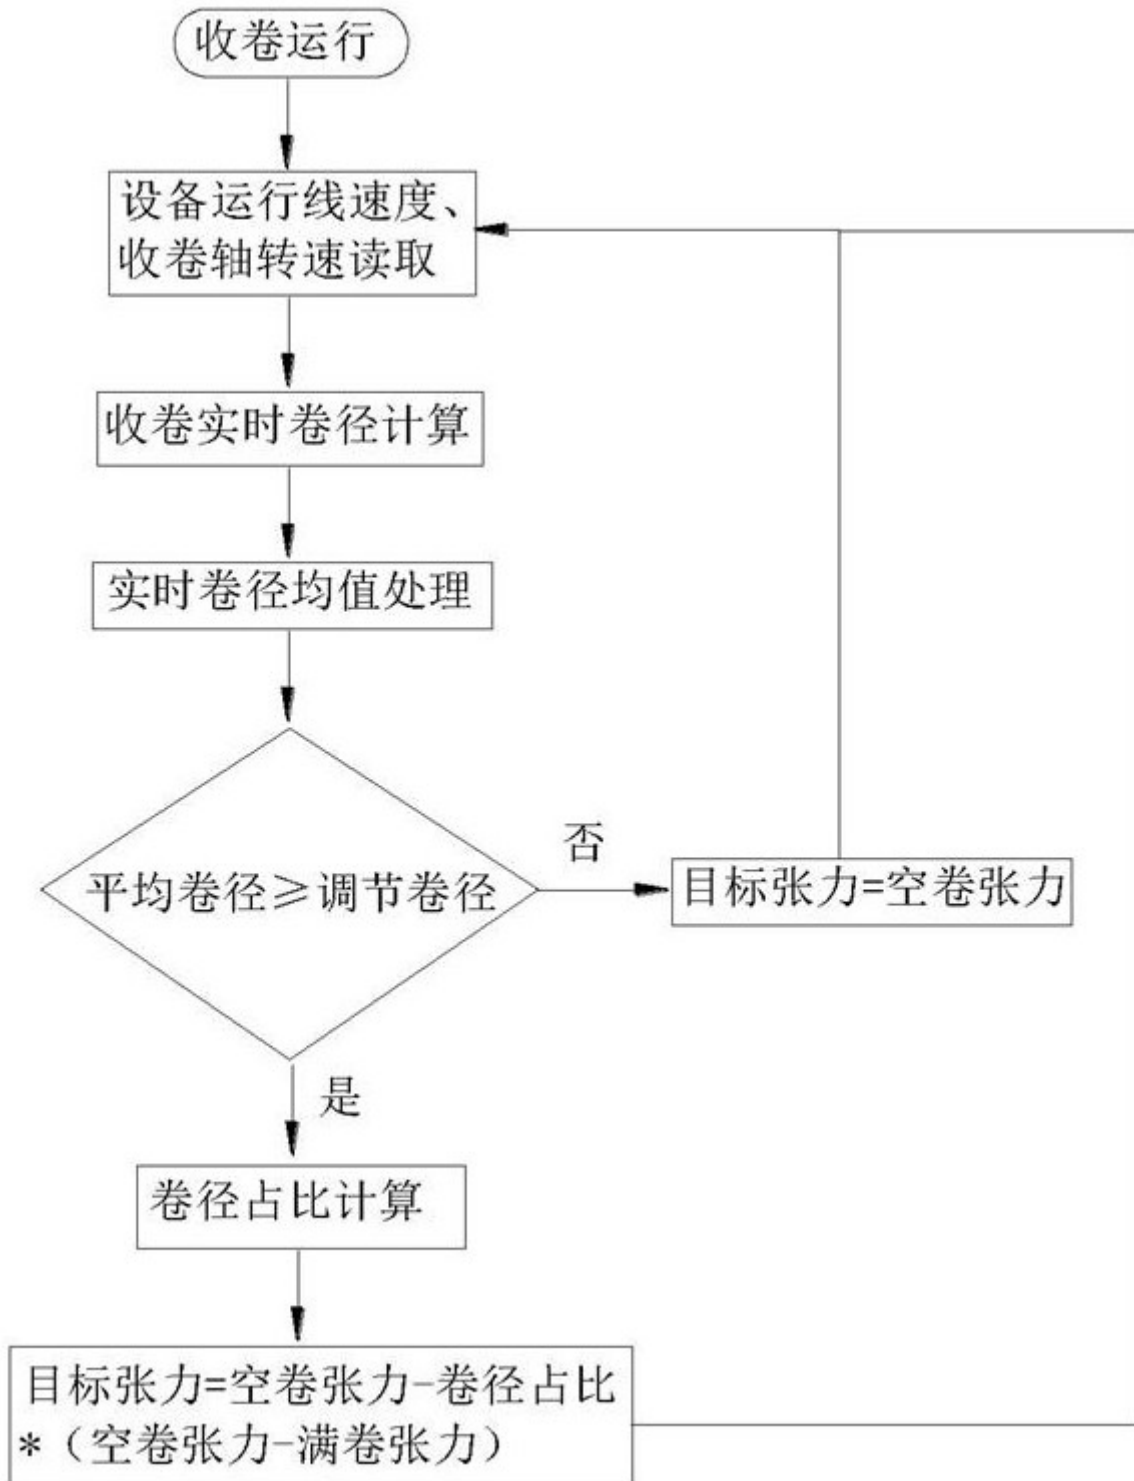 收卷运行
设备运行线速度、
收卷轴转速读取
收卷实时卷径计算
实时卷径均值处理
平均卷径≥调节卷径
否
目标张力=空卷张力
是
卷径占比计算
目标张力=空卷张力-卷径占比
*（空卷张力-满卷张力）